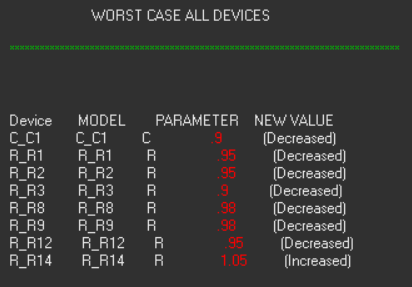 WORST CASE ALL DEVICES
******************************************************************************
Device MODEL PARAMETER NEW VALUE
C_C1 C_C1 C .9 (Decreased)
R_R1 R_R1 R .95 (Decreased)
R_R2 R_R2 R .95 (Decreased)
R_R3 R_R3 R .9 (Decreased)
R_R8 R_R8 R .98 (Decreased)
R_R9 R_R9 R .98 (Decreased)
R_R12 R_R12 R .95 (Decreased)
R_R14 R_R14 R 1.05 (Increased)